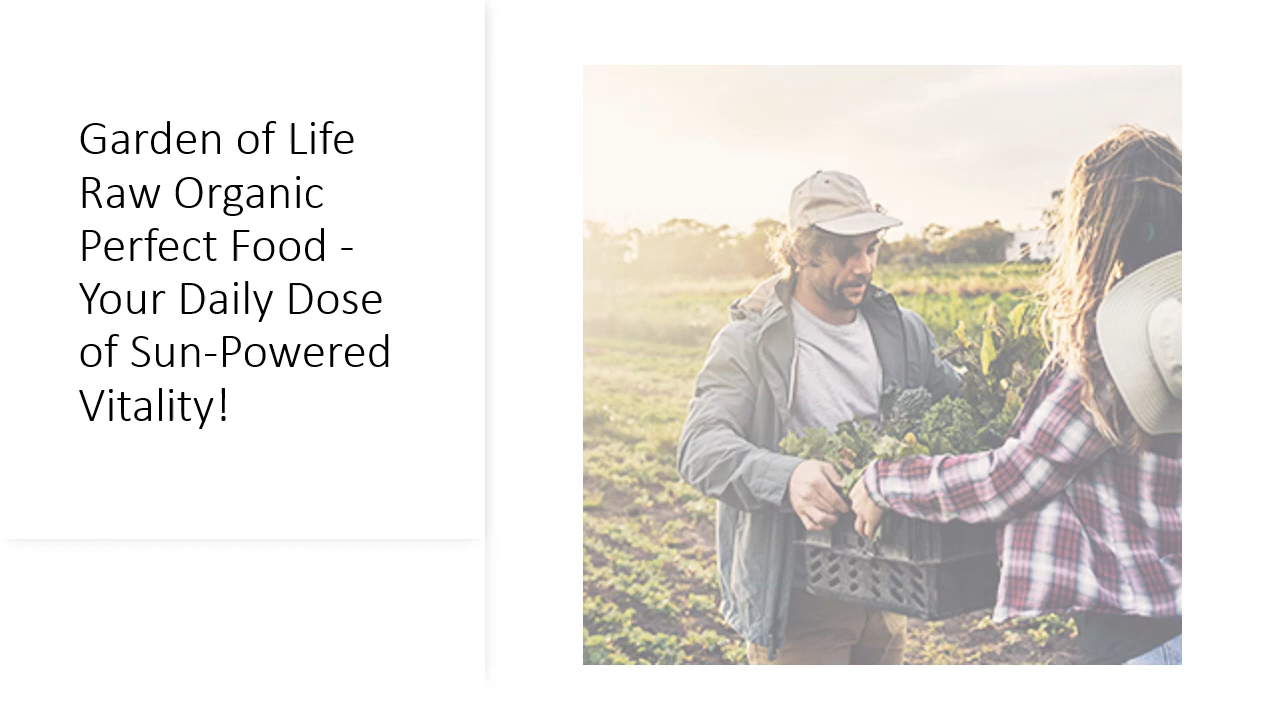 Garden of Life
Raw Organic
Perfect Food -
Your Daily Dose
of Sun-Powered
Vitality!